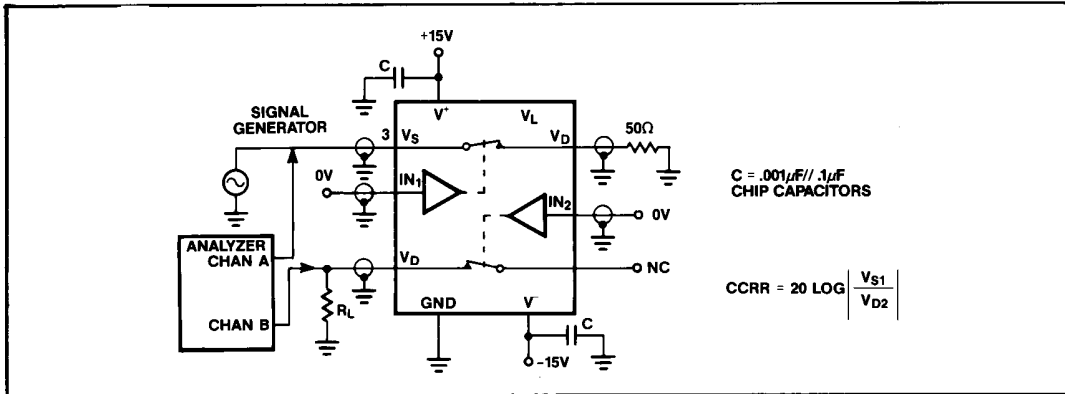 +15V
C
SIGNAL
GENERATOR
V+
VL
50Ω
3
VS
VD
C = .001μF// .1μF
CHIP CAPACITORS
0V
IN1
IN2
0V
ANALYZER
CHAN A
VD
NC
CCRR = 20 LOG | VS1 / VD2 |
RL
GND
V-
CHAN B
C
-15V